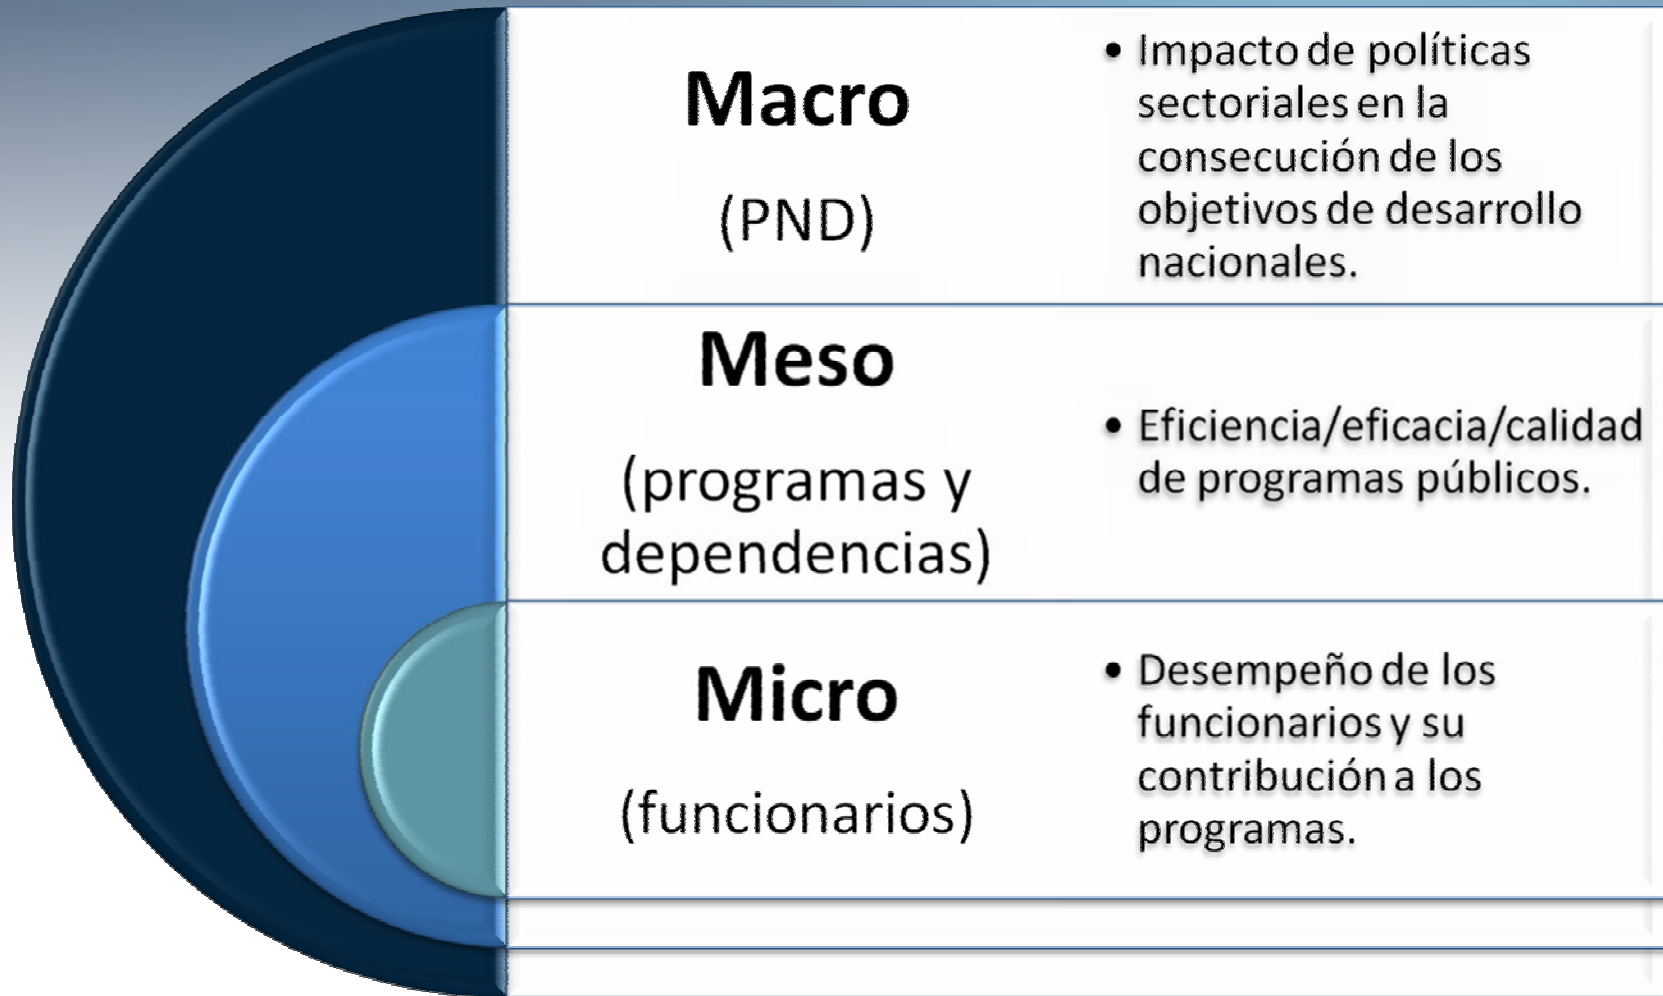 Macro
(PND)
• Impacto de políticas
sectoriales en la
consecución de los
objetivos de desarrollo
nacionales.
Meso
(programas y
dependencias)
• Eficiencia/eficacia/calidad
de programas públicos.
Micro
(funcionarios)
• Desempeño de los
funcionarios y su
contribución a los
programas.